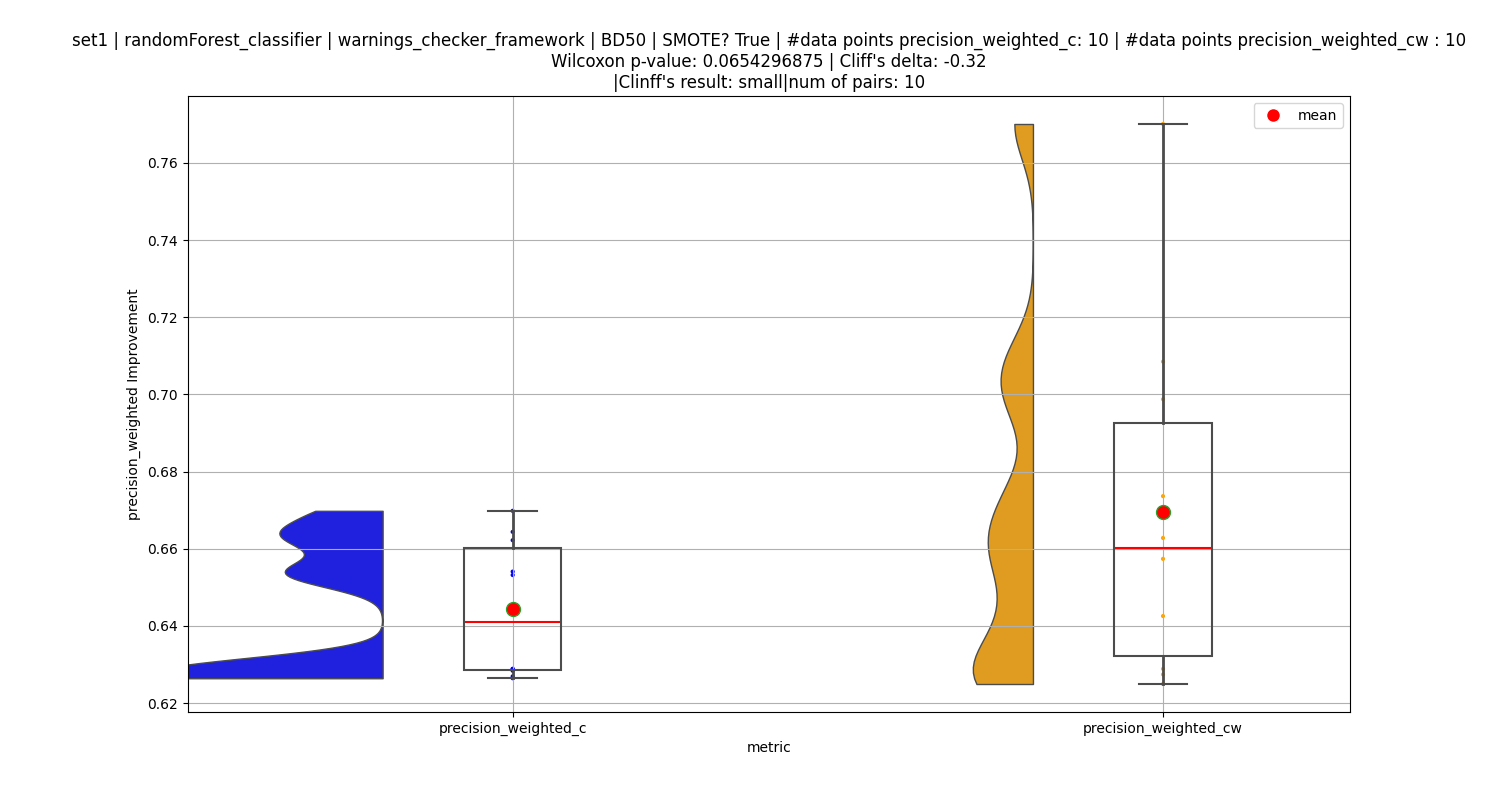 set1 | randomForest_classifier | warnings_checker_framework | BD50 | SMOTE? True | #data points precision_weighted_c: 10 | #data points precision_weighted_cw : 10
Wilcoxon p-value: 0.0654296875 | Cliff's delta: -0.32
|Clinff's result: small|num of pairs: 10
mean
precision_weighted Improvement
0.76
0.74
0.72
0.70
0.68
0.66
0.64
0.62
precision_weighted_c
precision_weighted_cw
metric